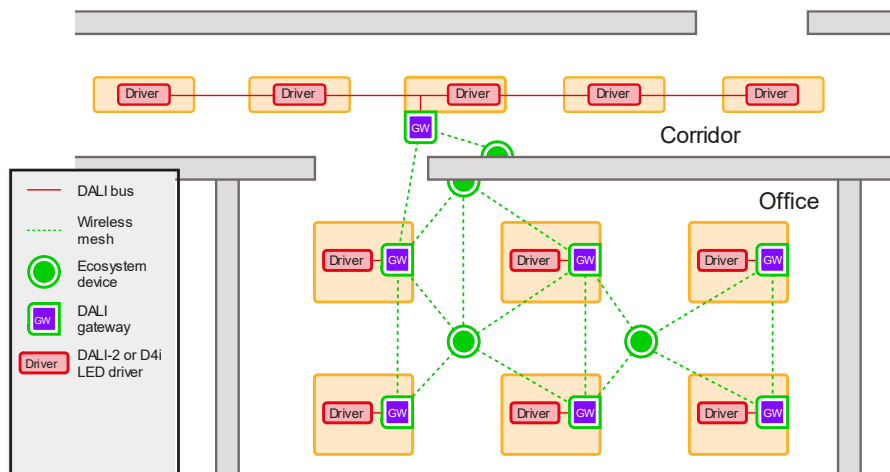 Driver Driver Driver Driver Driver
GW
Corridor
DALI bus
Office
Wireless
mesh
Ecosystem
device
Driver GW Driver GW Driver GW
GW DALI
gateway
Driver DALI-2 or D4i
LED driver
Driver GW Driver GW Driver GW